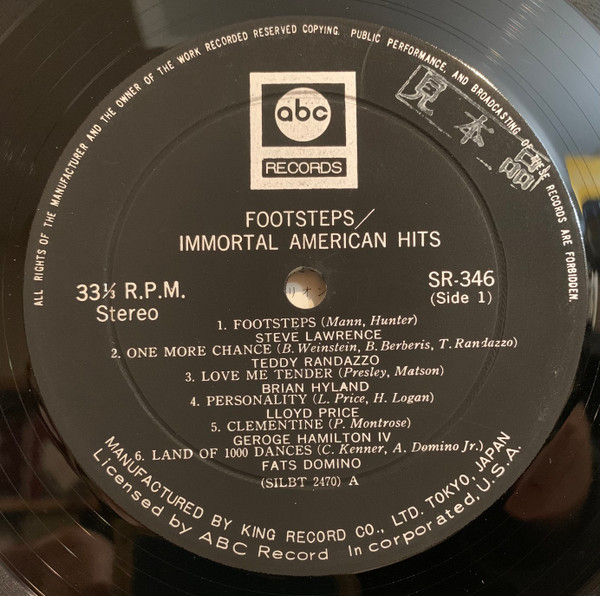 ALL RIGHTS OF THE MANUFACTURER AND THE OWNER OF THE WORK RECORDED RESERVED COPYING. PUBLIC PERFORMANCE, AND BROADCASTING OF THESE RECORDS ARE FORBIDDEN.
見本品
abc
RECORDS
FOOTSTEPS/
IMMORTAL AMERICAN HITS
33⅓ R.P.M.
Stereo
SR-346
(Side 1)
1. FOOTSTEPS (Mann, Hunter)
STEVE LAWRENCE
2. ONE MORE CHANCE (B. Weinstein, B. Berberis, T. Randazzo)
TEDDY RANDAZZO
3. LOVE ME TENDER (Presley, Matson)
BRIAN HYLAND
4. PERSONALITY (L. Price, H. Logan)
LLOYD PRICE
5. CLEMENTINE (P. Montrose)
GEROGE HAMILTON IV
6. LAND OF 1000 DANCES (C. Kenner, A. Domino Jr.)
FATS DOMINO
(SILBT 2470) A
MANUFACTURED BY KING RECORD CO., LTD. TOKYO, JAPAN
Licensed by ABC Record Incorporated, U.S.A.